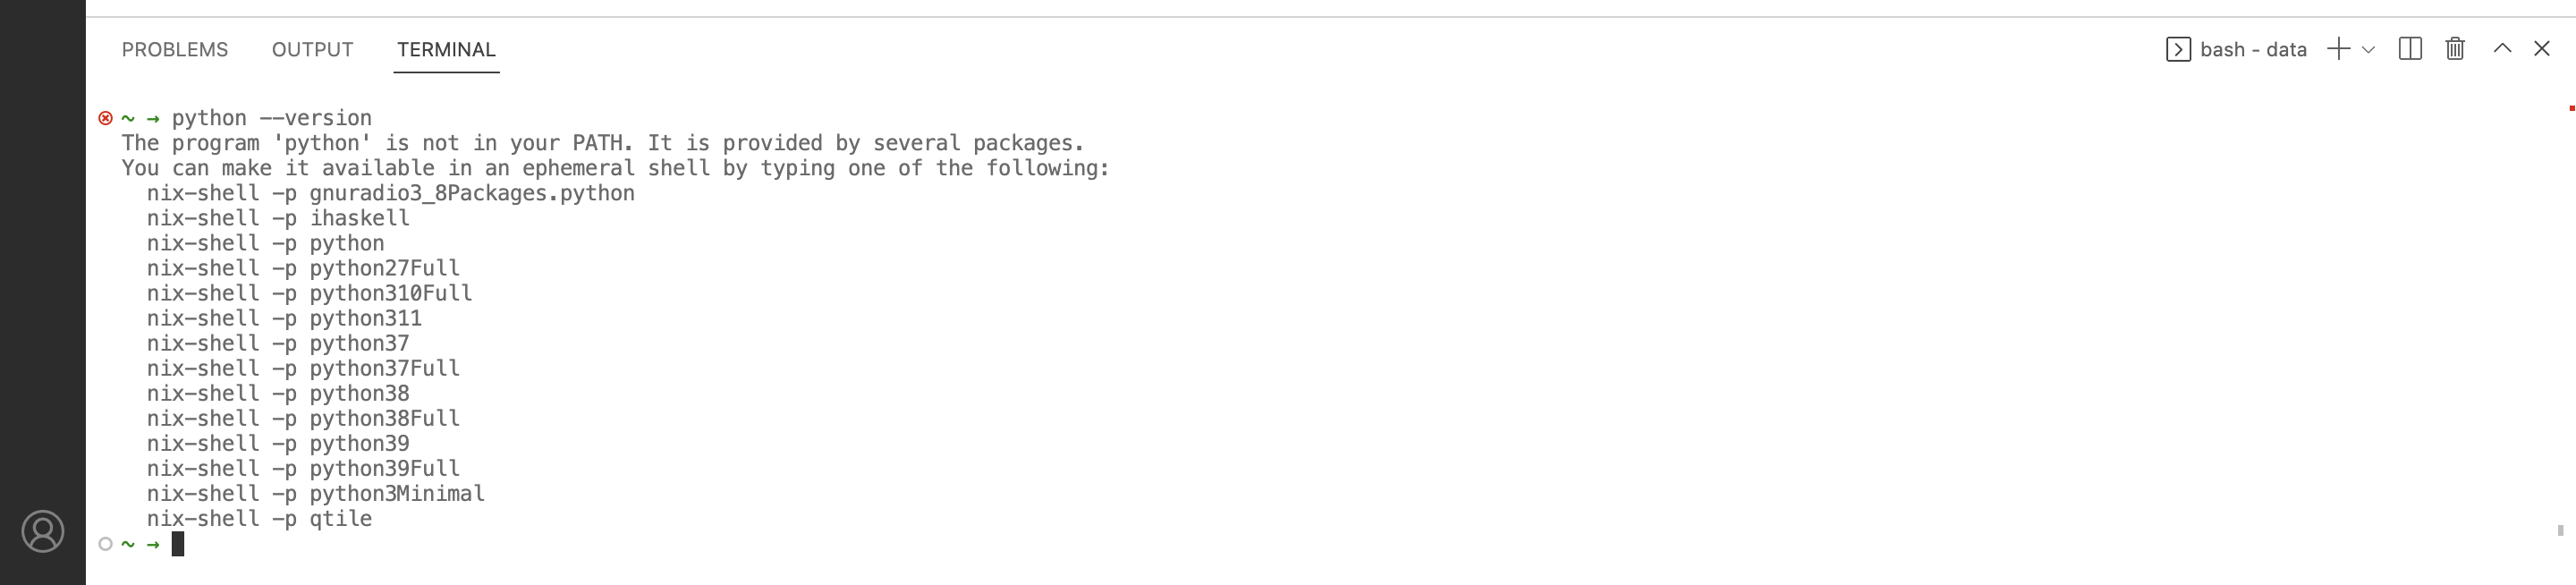 PROBLEMS OUTPUT TERMINAL bash - data
~ → python --version
The program 'python' is not in your PATH. It is provided by several packages.
You can make it available in an ephemeral shell by typing one of the following:
nix-shell -p gnuradio3_8Packages.python
nix-shell -p ihaskell
nix-shell -p python
nix-shell -p python27Full
nix-shell -p python310Full
nix-shell -p python311
nix-shell -p python37
nix-shell -p python37Full
nix-shell -p python38
nix-shell -p python38Full
nix-shell -p python39
nix-shell -p python39Full
nix-shell -p python3Minimal
nix-shell -p qtile
~ →